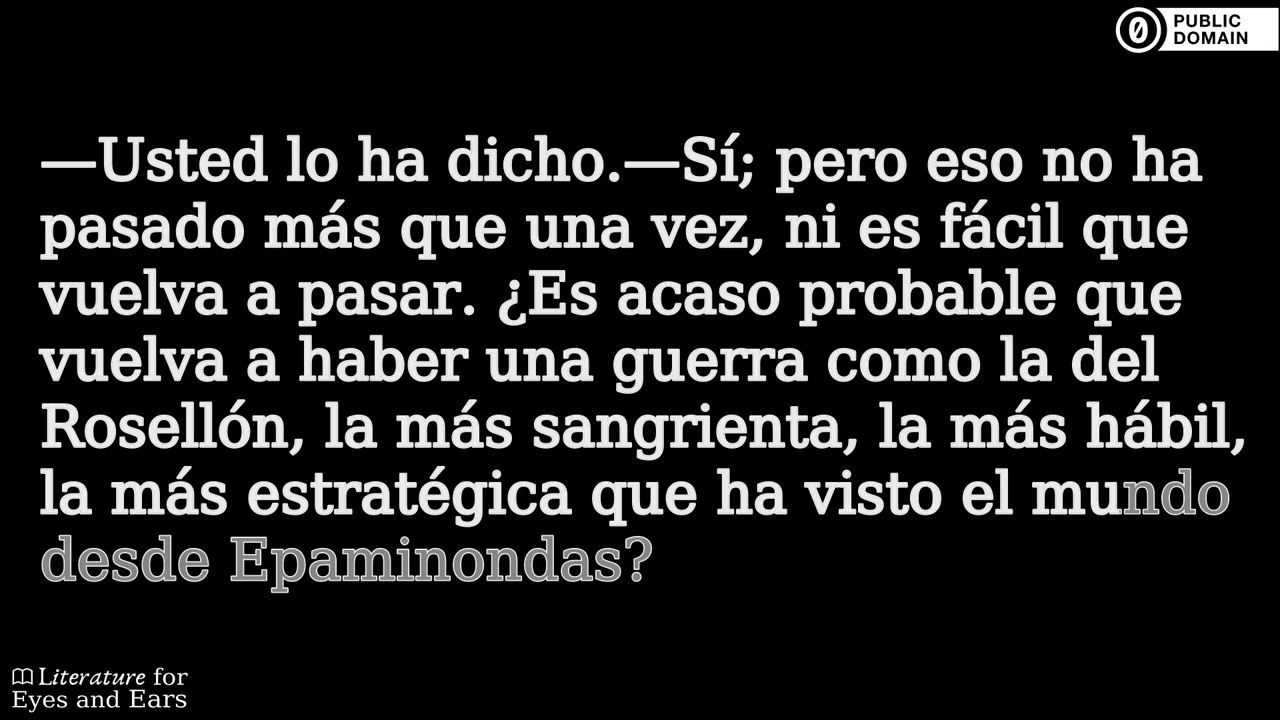 PUBLIC
DOMAIN
—Usted lo ha dicho.—Sí; pero eso no ha
pasado más que una vez, ni es fácil que
vuelva a pasar. ¿Es acaso probable que
vuelva a haber una guerra como la del
Rosellón, la más sangrienta, la más hábil,
la más estratégica que ha visto el mundo
desde Epaminondas?
Literature for
Eyes and Ears